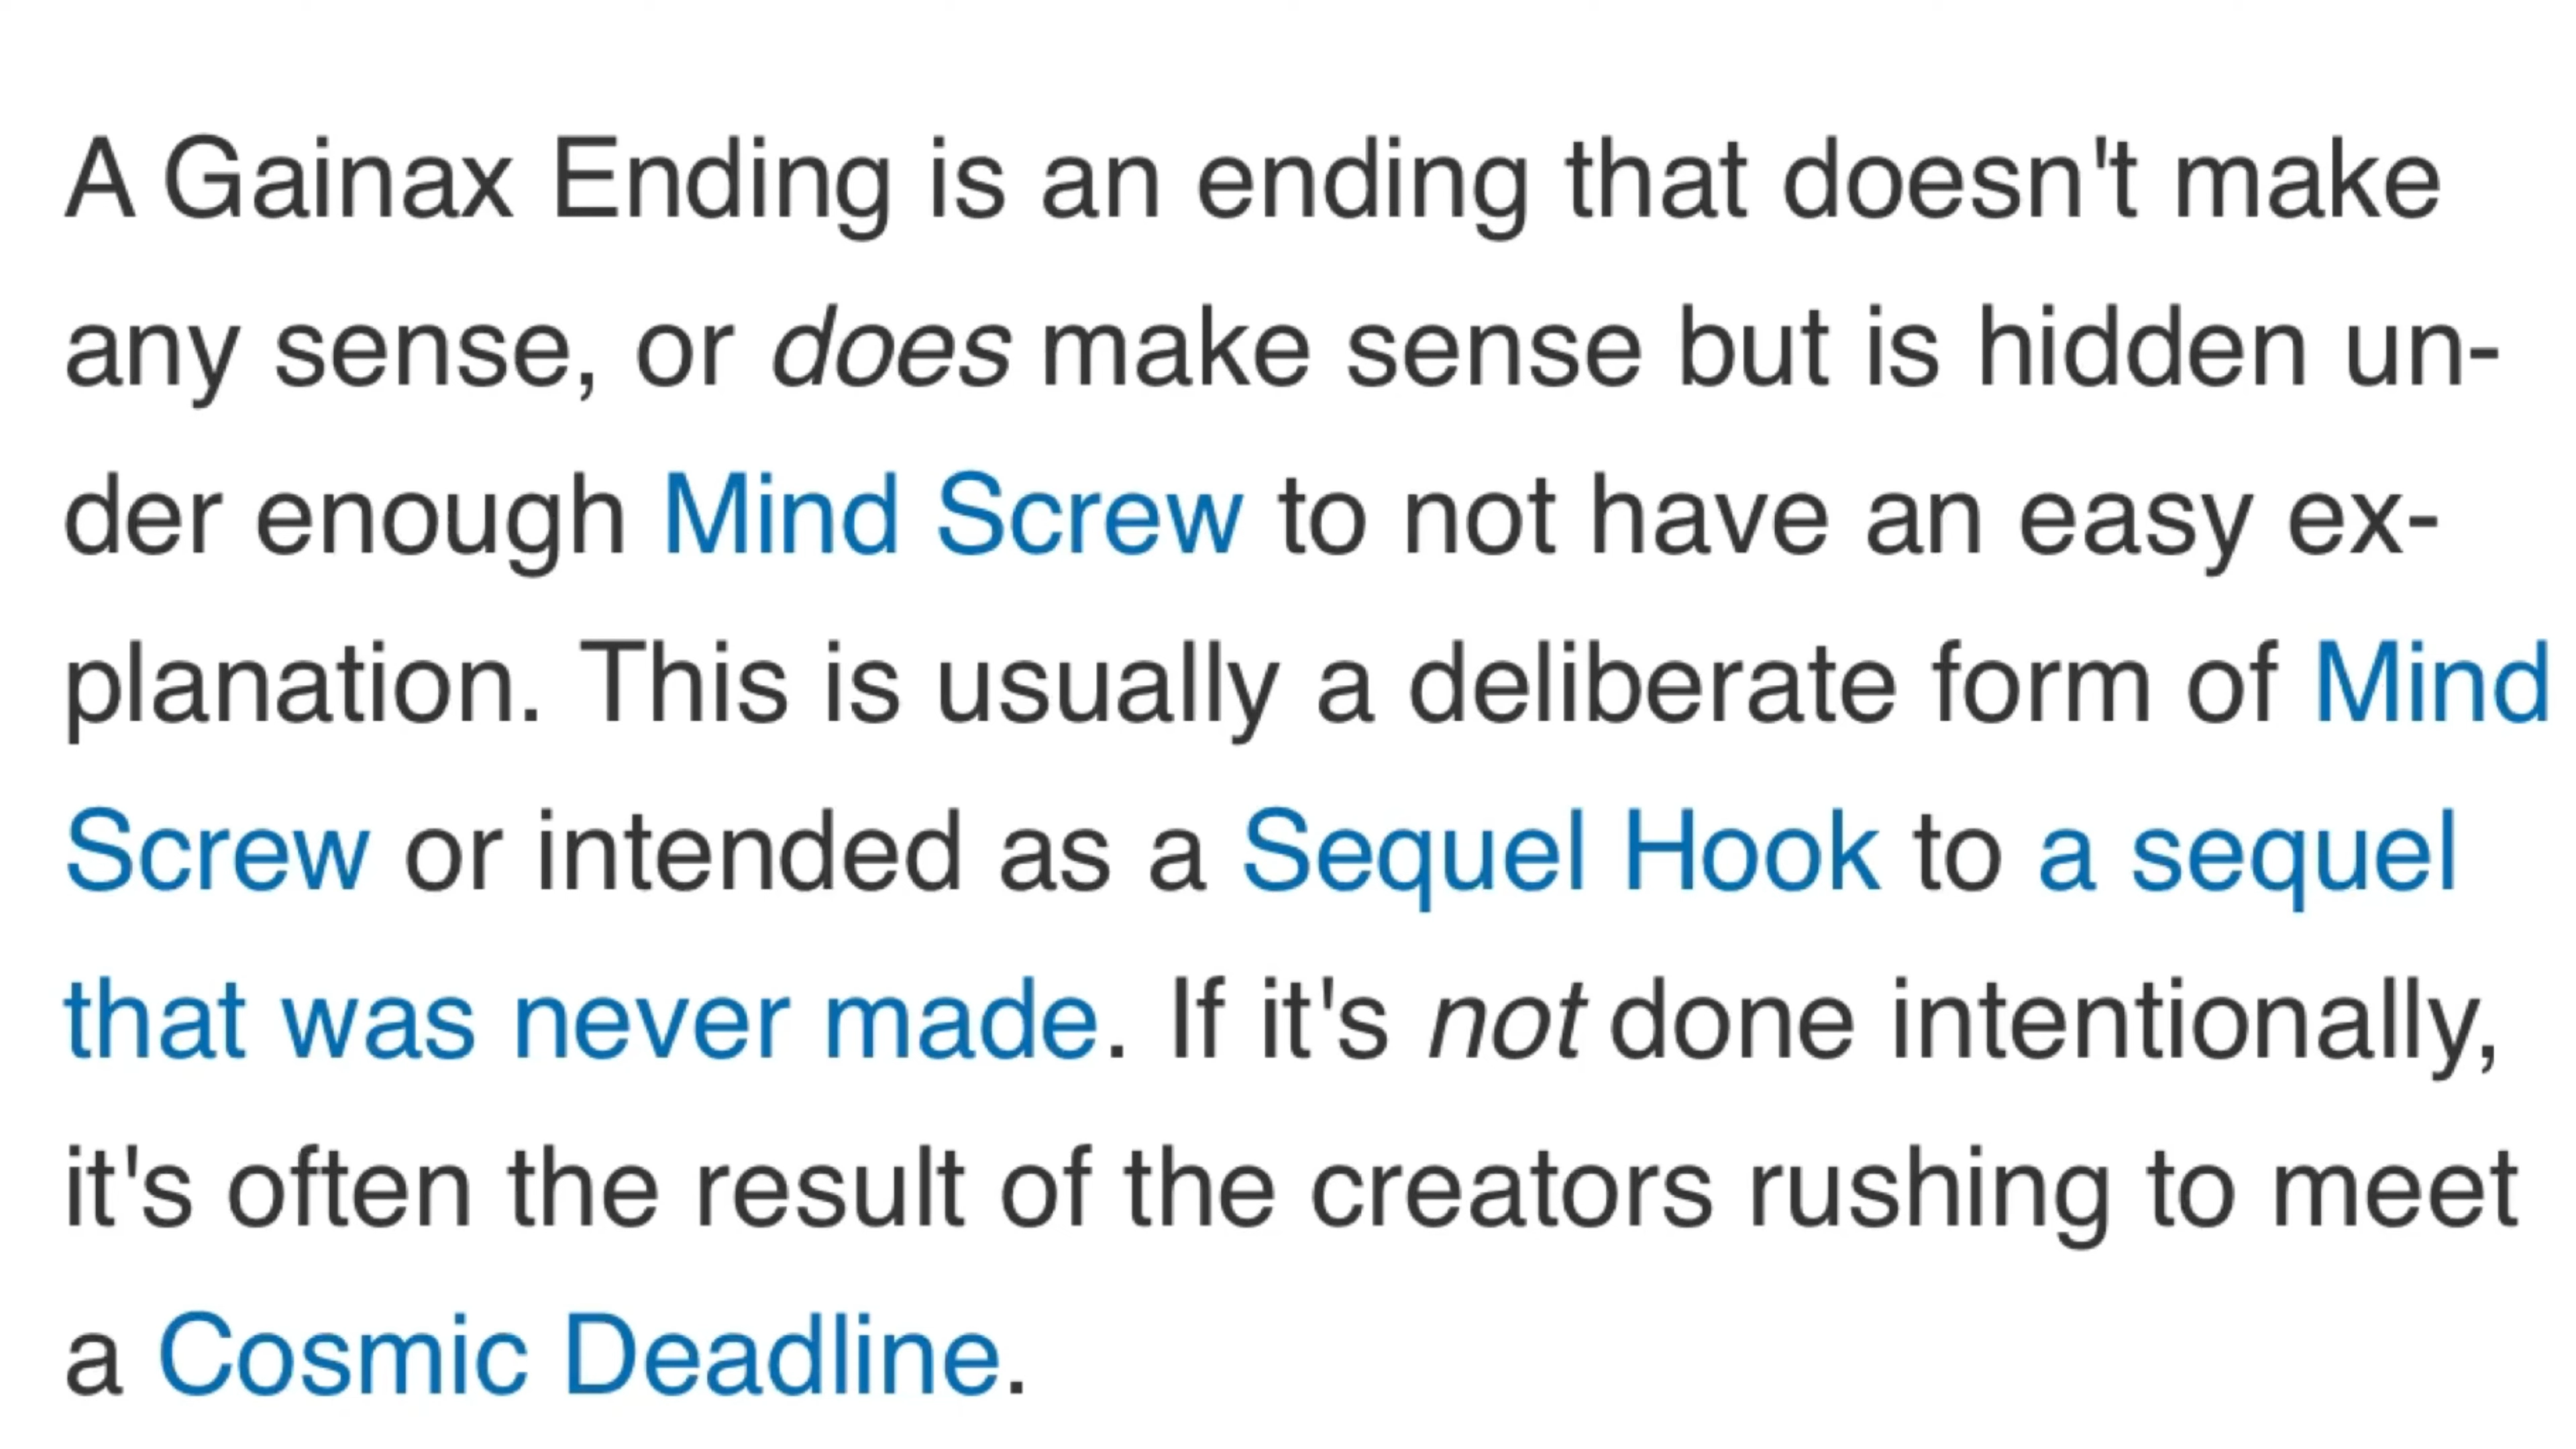 A Gainax Ending is an ending that doesn't make
any sense, or does make sense but is hidden un-
der enough Mind Screw to not have an easy ex-
planation. This is usually a deliberate form of Mind
Screw or intended as a Sequel Hook to a sequel
that was never made. If it's not done intentionally,
it's often the result of the creators rushing to meet
a Cosmic Deadline.